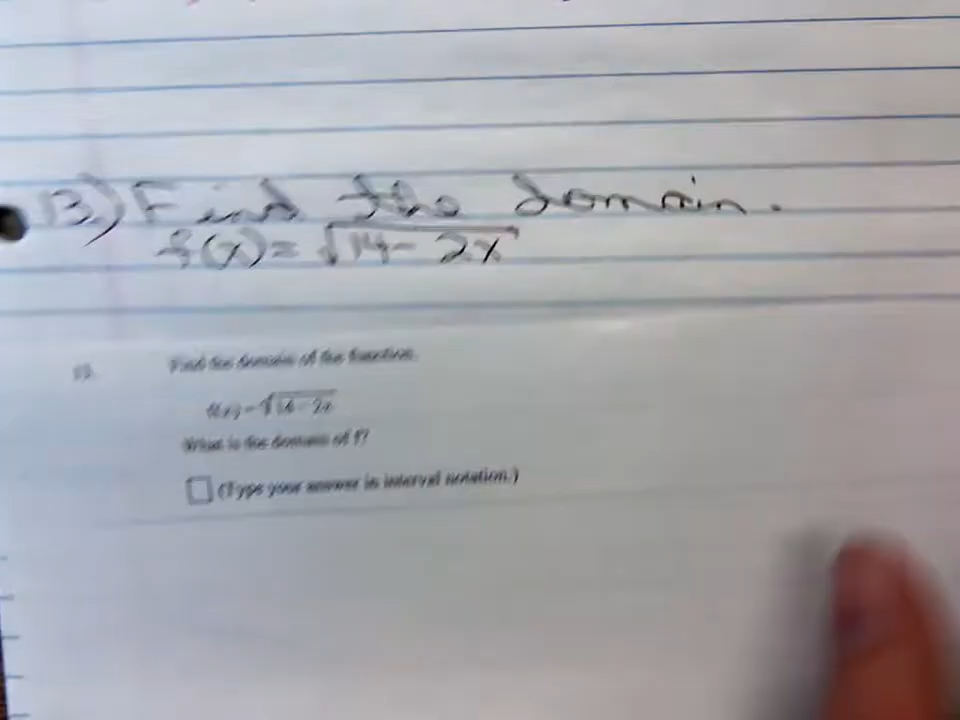 13.) Find the domain.
f(x) = √14 - 2x
Find the domain of the function.
What is the domain of f?
(Type your answer in interval notation.)